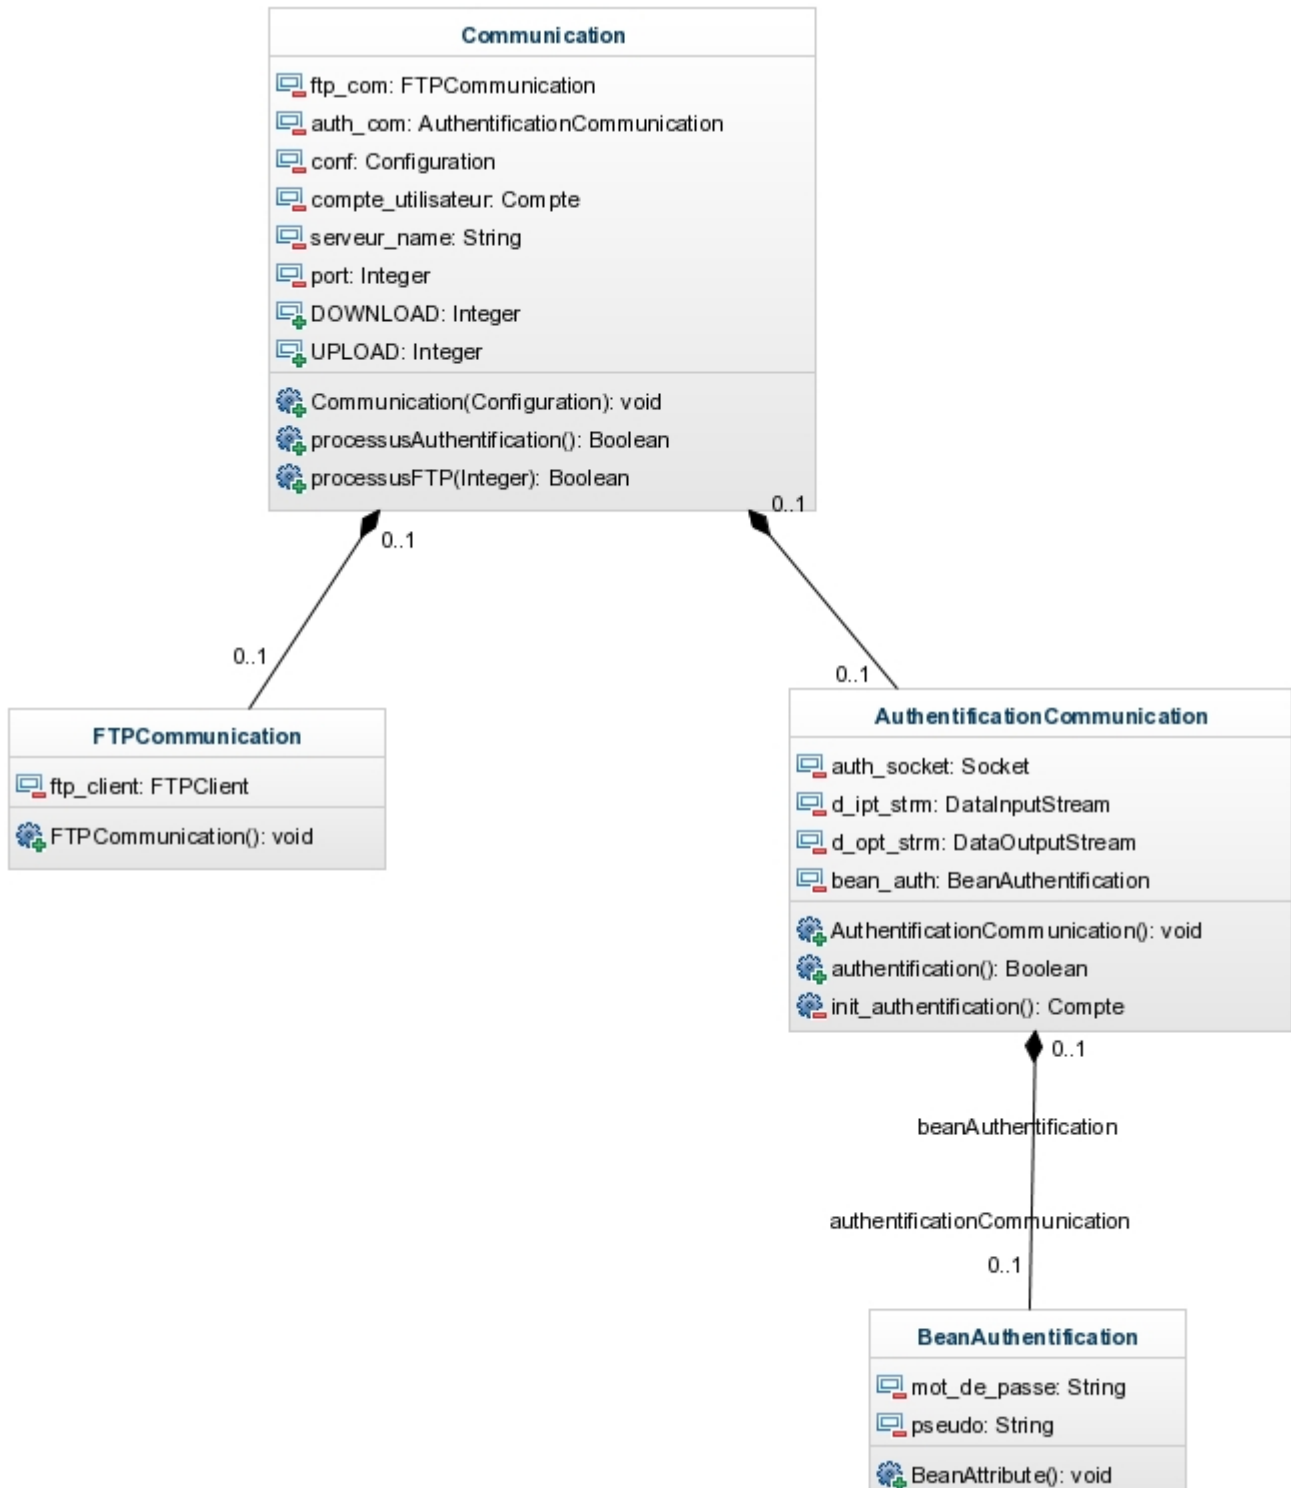 Communication
ftp_com: FTPCommunication
auth_com: AuthentificationCommunication
conf: Configuration
compte_utilisateur: Compte
serveur_name: String
port: Integer
DOWNLOAD: Integer
UPLOAD: Integer
Communication(Configuration): void
processusAuthentification(): Boolean
processusFTP(Integer): Boolean
0..1
0..1
0..1
0..1
FTPCommunication
ftp_client: FTPClient
FTPCommunication(): void
AuthentificationCommunication
auth_socket: Socket
d_ipt_strm: DataInputStream
d_opt_strm: DataOutputStream
bean_auth: BeanAuthentification
AuthentificationCommunication(): void
authentification(): Boolean
init_authentification(): Compte
0..1
beanAuthentification
authentificationCommunication
0..1
BeanAuthentification
mot_de_passe: String
pseudo: String
BeanAttribute(): void